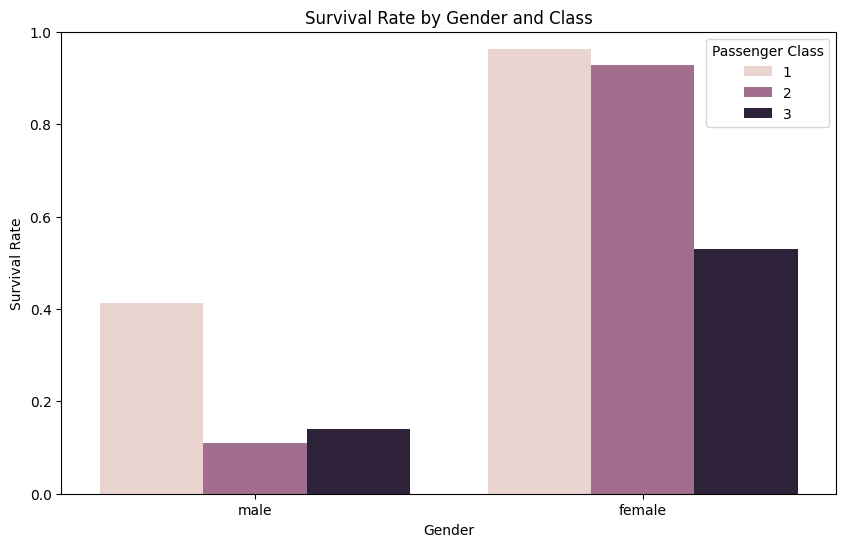 Survival Rate by Gender and Class
Passenger Class
1
2
3
1.0
0.8
0.6
0.4
0.2
0.0
Survival Rate
male
female
Gender